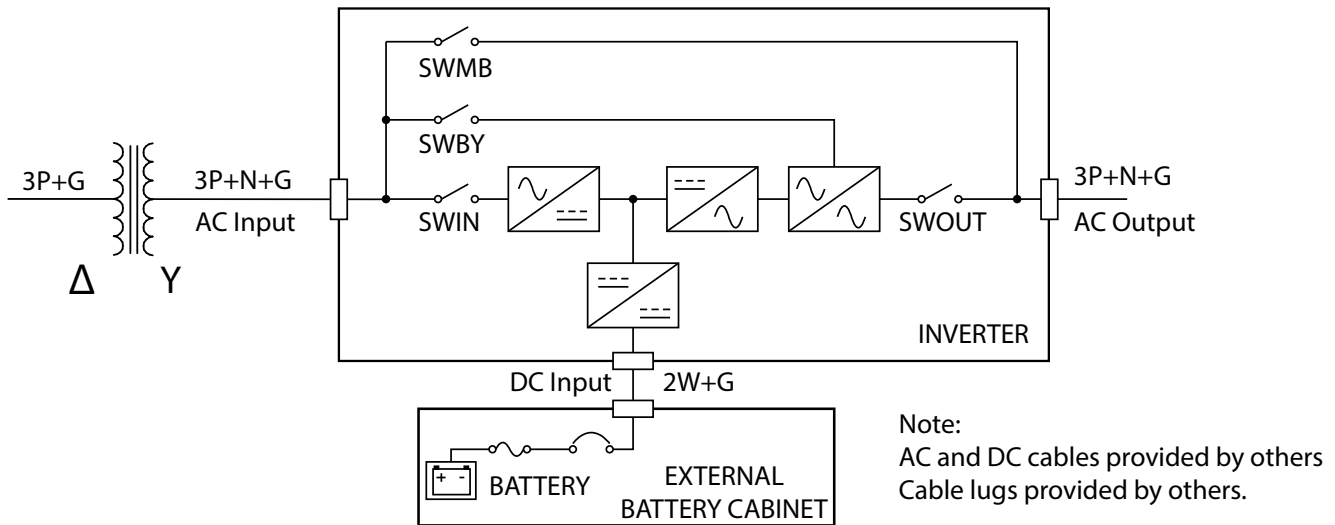 SWMB
SWBY
3P+G
3P+N+G
AC Input
SWIN
SWOUT
3P+N+G
AC Output
Δ
Y
INVERTER
DC Input
2W+G
+ -
BATTERY
EXTERNAL
BATTERY CABINET
Note:
AC and DC cables provided by others
Cable lugs provided by others.